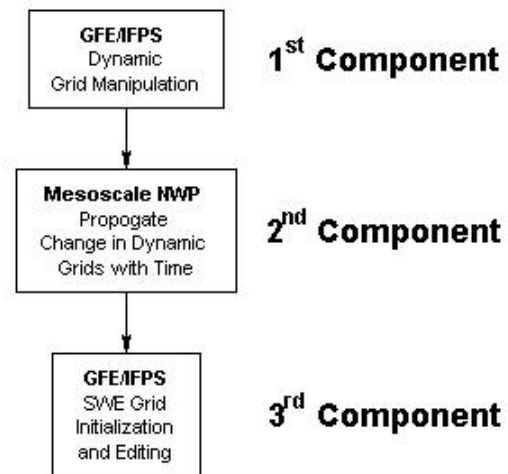 GFE/IFPS
Dynamic
Grid Manipulation
1st Component
Mesoscale NWP
Propogate
Change in Dynamic
Grids with Time
2nd Component
GFE/IFPS
SWE Grid
Initialization
and Editing
3rd Component